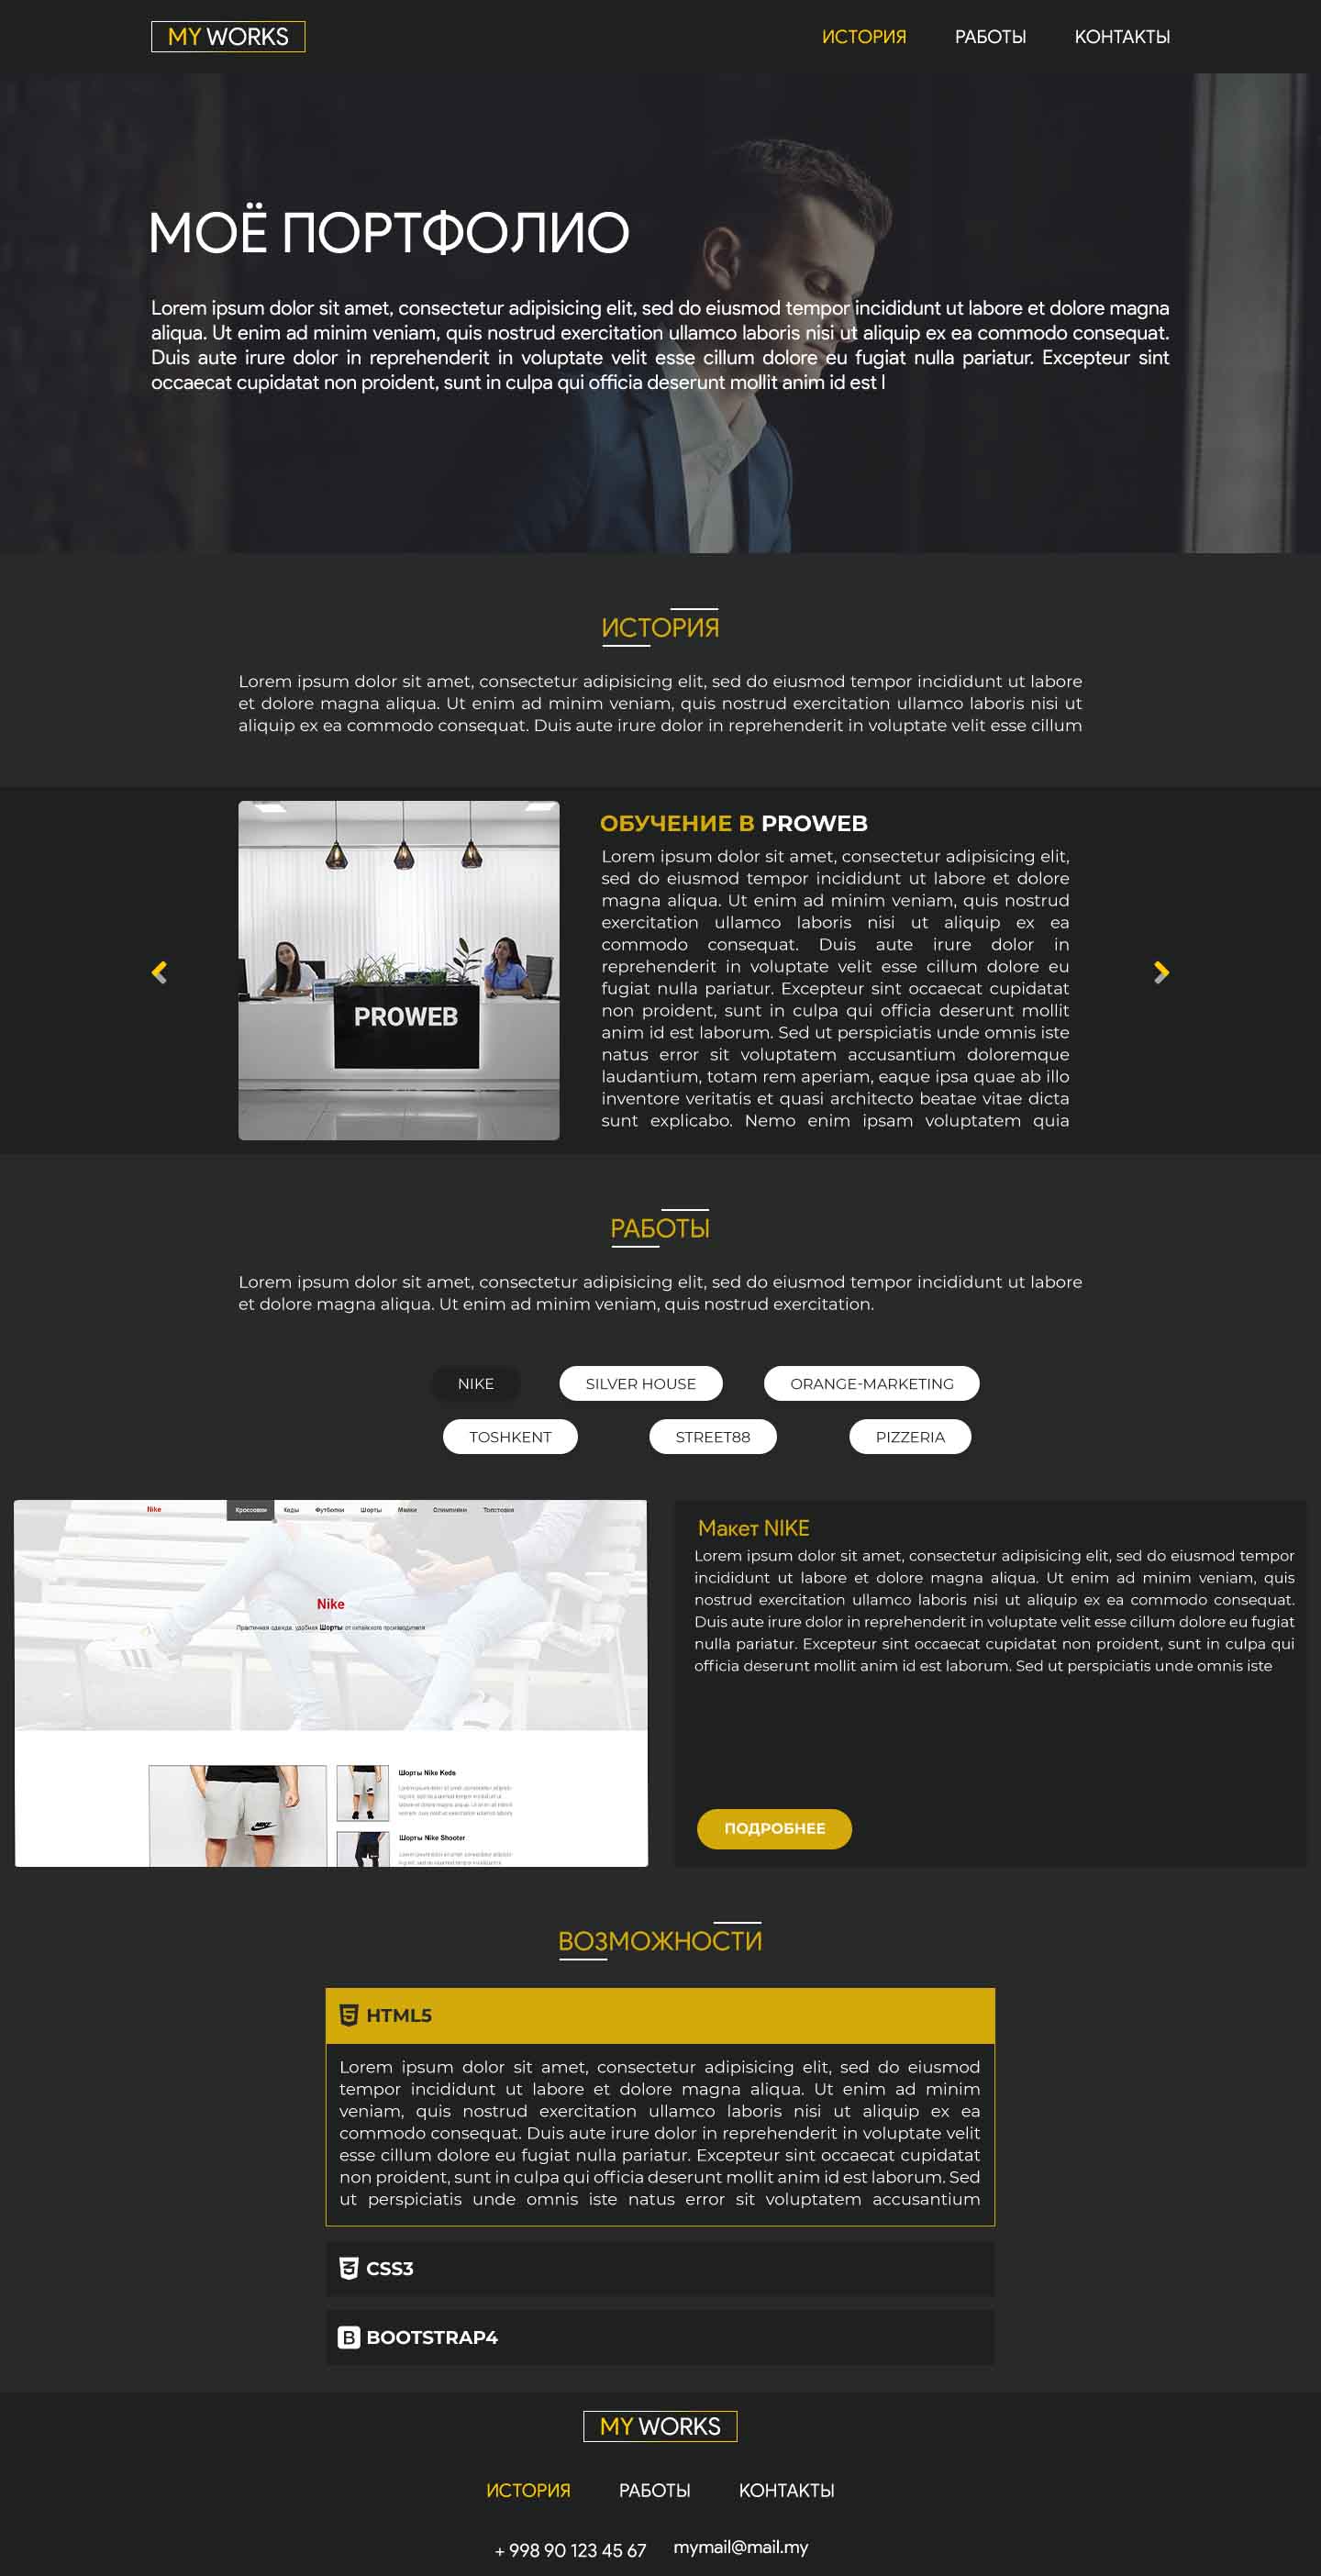 MY WORKS
ИСТОРИЯ РАБОТЫ КОНТАКТЫ
МОЁ ПОРТФОЛИО
Lorem ipsum dolor sit amet, consectetur adipisicing elit, sed do eiusmod tempor incididunt ut labore et dolore magna
aliqua. Ut enim ad minim veniam, quis nostrud exercitation ullamco laboris nisi ut aliquip ex ea commodo consequat.
Duis aute irure dolor in reprehenderit in voluptate velit esse cillum dolore eu fugiat nulla pariatur. Excepteur sint
occaecat cupidatat non proident, sunt in culpa qui officia deserunt mollit anim id est l
ИСТОРИЯ
Lorem ipsum dolor sit amet, consectetur adipisicing elit, sed do eiusmod tempor incididunt ut labore
et dolore magna aliqua. Ut enim ad minim veniam, quis nostrud exercitation ullamco laboris nisi ut
aliquip ex ea commodo consequat. Duis aute irure dolor in reprehenderit in voluptate velit esse cillum
PROWEB
ОБУЧЕНИЕ В PROWEB
Lorem ipsum dolor sit amet, consectetur adipisicing elit,
sed do eiusmod tempor incididunt ut labore et dolore
magna aliqua. Ut enim ad minim veniam, quis nostrud
exercitation ullamco laboris nisi ut aliquip ex ea
commodo consequat. Duis aute irure dolor in
reprehenderit in voluptate velit esse cillum dolore eu
fugiat nulla pariatur. Excepteur sint occaecat cupidatat
non proident, sunt in culpa qui officia deserunt mollit
anim id est laborum. Sed ut perspiciatis unde omnis iste
natus error sit voluptatem accusantium doloremque
laudantium, totam rem aperiam, eaque ipsa quae ab illo
inventore veritatis et quasi architecto beatae vitae dicta
sunt explicabo. Nemo enim ipsam voluptatem quia
РАБОТЫ
Lorem ipsum dolor sit amet, consectetur adipisicing elit, sed do eiusmod tempor incididunt ut labore
et dolore magna aliqua. Ut enim ad minim veniam, quis nostrud exercitation.
NIKE SILVER HOUSE ORANGE-MARKETING
TOSHKENT STREET88 PIZZERIA
Nike Кроссовки Кеды Футболки Шорты Майки Олимпийки Толстовки
Nike
Практичная одежда, удобная Шорты от китайского производителя
Шорты Nike Keds
Шорты Nike Shooter
Макет NIKE
Lorem ipsum dolor sit amet, consectetur adipisicing elit, sed do eiusmod tempor
incididunt ut labore et dolore magna aliqua. Ut enim ad minim veniam, quis
nostrud exercitation ullamco laboris nisi ut aliquip ex ea commodo consequat.
Duis aute irure dolor in reprehenderit in voluptate velit esse cillum dolore eu fugiat
nulla pariatur. Excepteur sint occaecat cupidatat non proident, sunt in culpa qui
officia deserunt mollit anim id est laborum. Sed ut perspiciatis unde omnis iste
ПОДРОБНЕЕ
ВОЗМОЖНОСТИ
HTML5
Lorem ipsum dolor sit amet, consectetur adipisicing elit, sed do eiusmod
tempor incididunt ut labore et dolore magna aliqua. Ut enim ad minim
veniam, quis nostrud exercitation ullamco laboris nisi ut aliquip ex ea
commodo consequat. Duis aute irure dolor in reprehenderit in voluptate velit
esse cillum dolore eu fugiat nulla pariatur. Excepteur sint occaecat cupidatat
non proident, sunt in culpa qui officia deserunt mollit anim id est laborum. Sed
ut perspiciatis unde omnis iste natus error sit voluptatem accusantium
CSS3
B BOOTSTRAP4
MY WORKS
ИСТОРИЯ РАБОТЫ КОНТАКТЫ
+ 998 90 123 45 67 mymail@mail.my